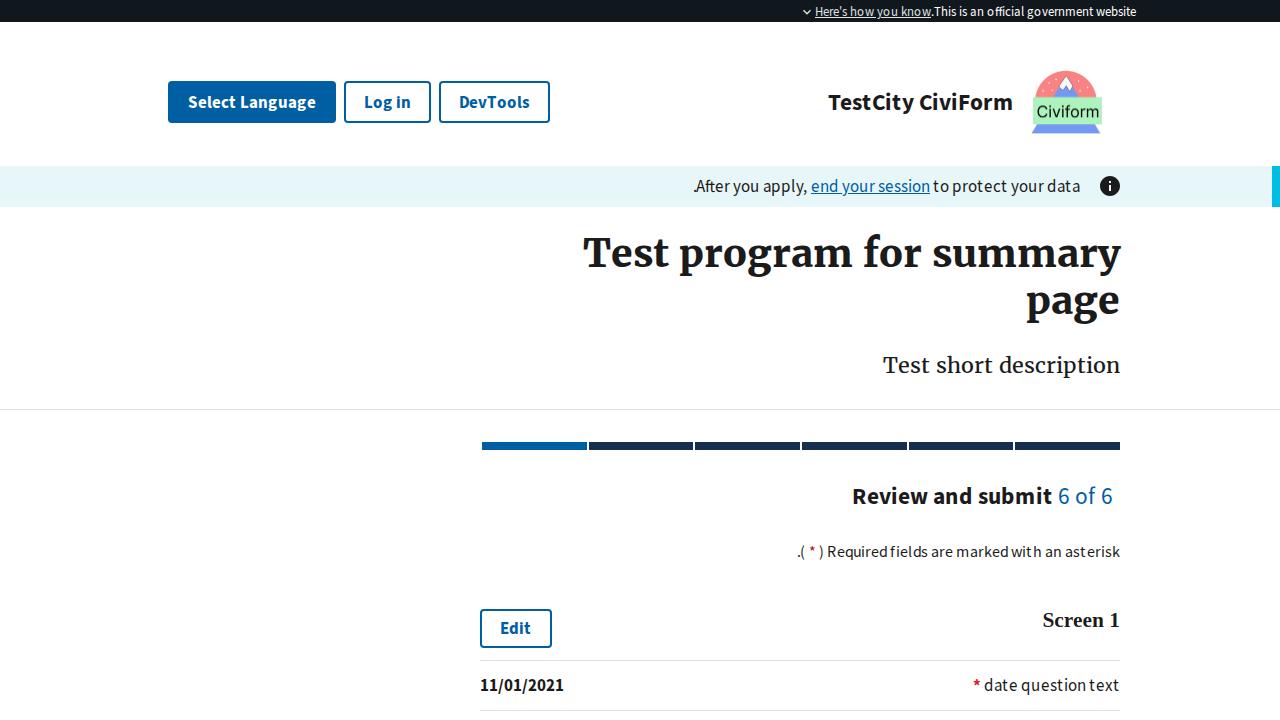 Here's how you know.This is an official government website
Select Language
Log in
DevTools
TestCity CiviForm
Civiform
.After you apply, end your session to protect your data
Test program for summary
page
Test short description
Review and submit 6 of 6
.( * ) Required fields are marked with an asterisk
Edit
Screen 1
11/01/2021
* date question text